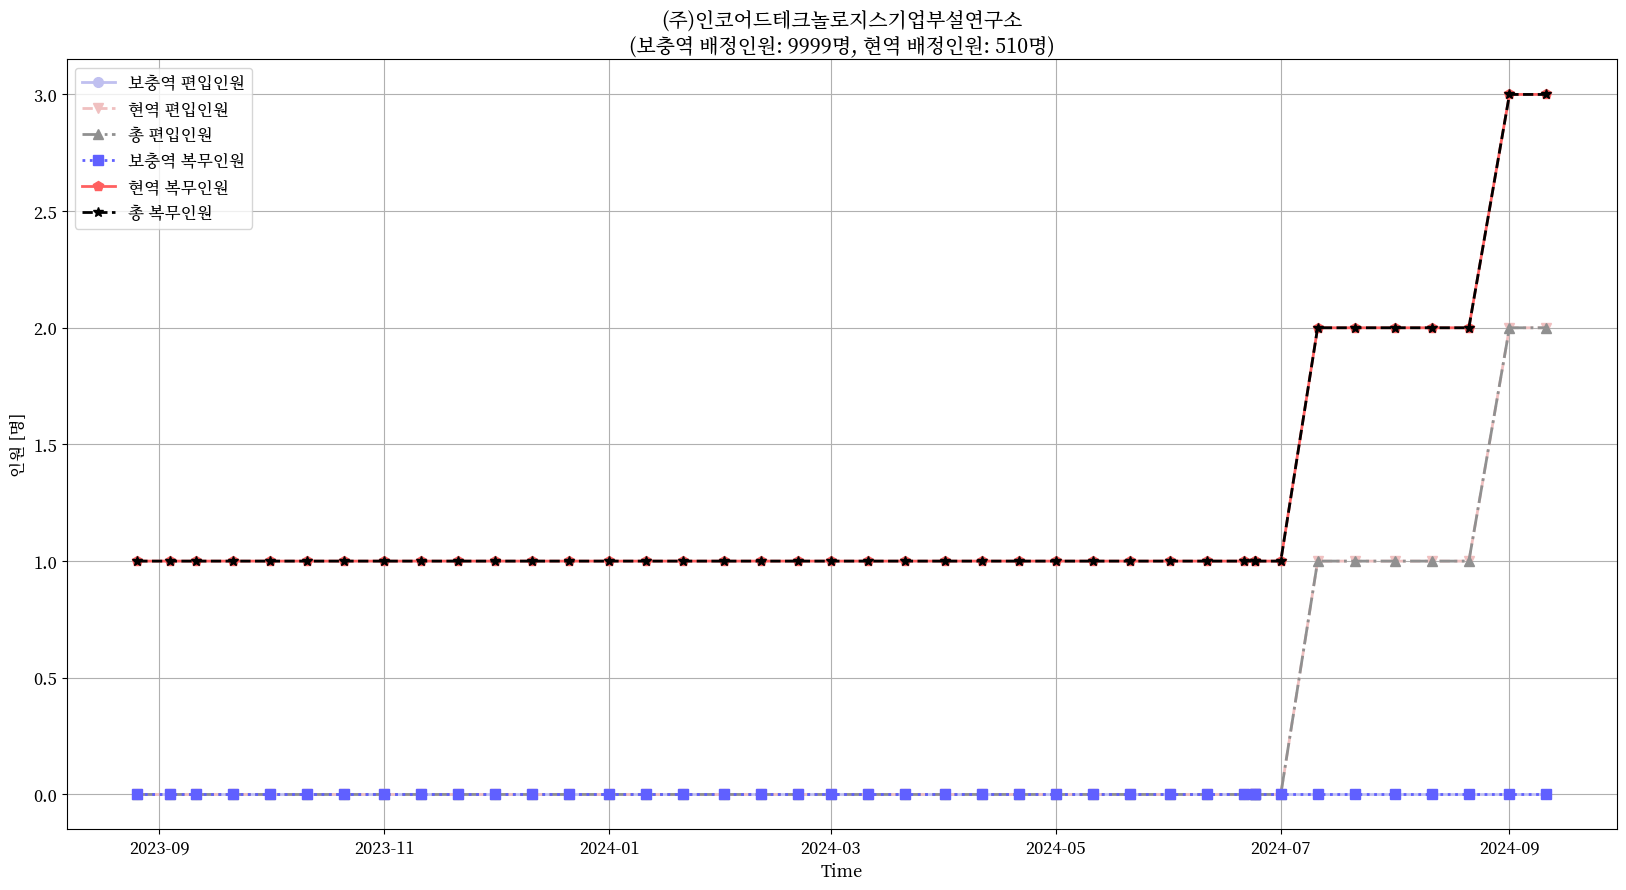 (주)인코어드테크놀로지스기업부설연구소
(보충역 배정인원: 9999명, 현역 배정인원: 510명)
보충역 편입인원
현역 편입인원
총 편입인원
보충역 복무인원
현역 복무인원
총 복무인원
인원 [명]
3.0
2.5
2.0
1.5
1.0
0.5
0.0
2023-09
2023-11
2024-01
2024-03
2024-05
2024-07
2024-09
Time